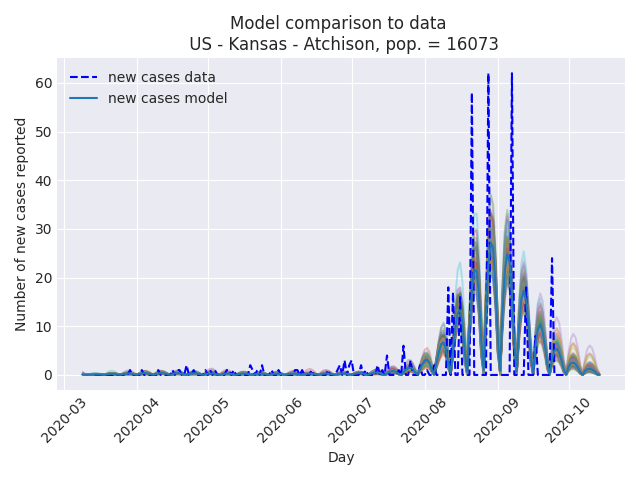 Model comparison to data
US - Kansas - Atchison, pop. = 16073
new cases data
new cases model
Number of new cases reported
60
50
40
30
20
10
0
2020-03
2020-04
2020-05
2020-06
2020-07
2020-08
2020-09
2020-10
Day